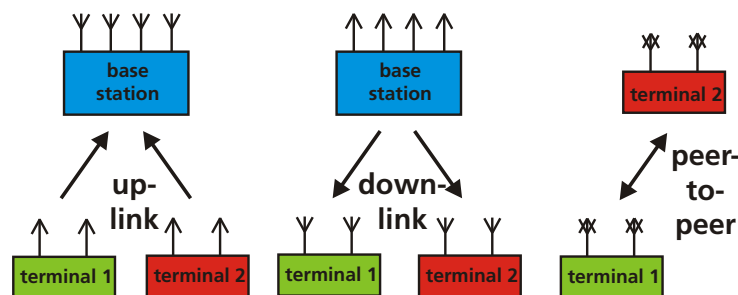 base
station
up-
link
terminal 1
terminal 2
base
station
down-
link
terminal 1
terminal 2
terminal 2
peer-
to-
peer
terminal 1